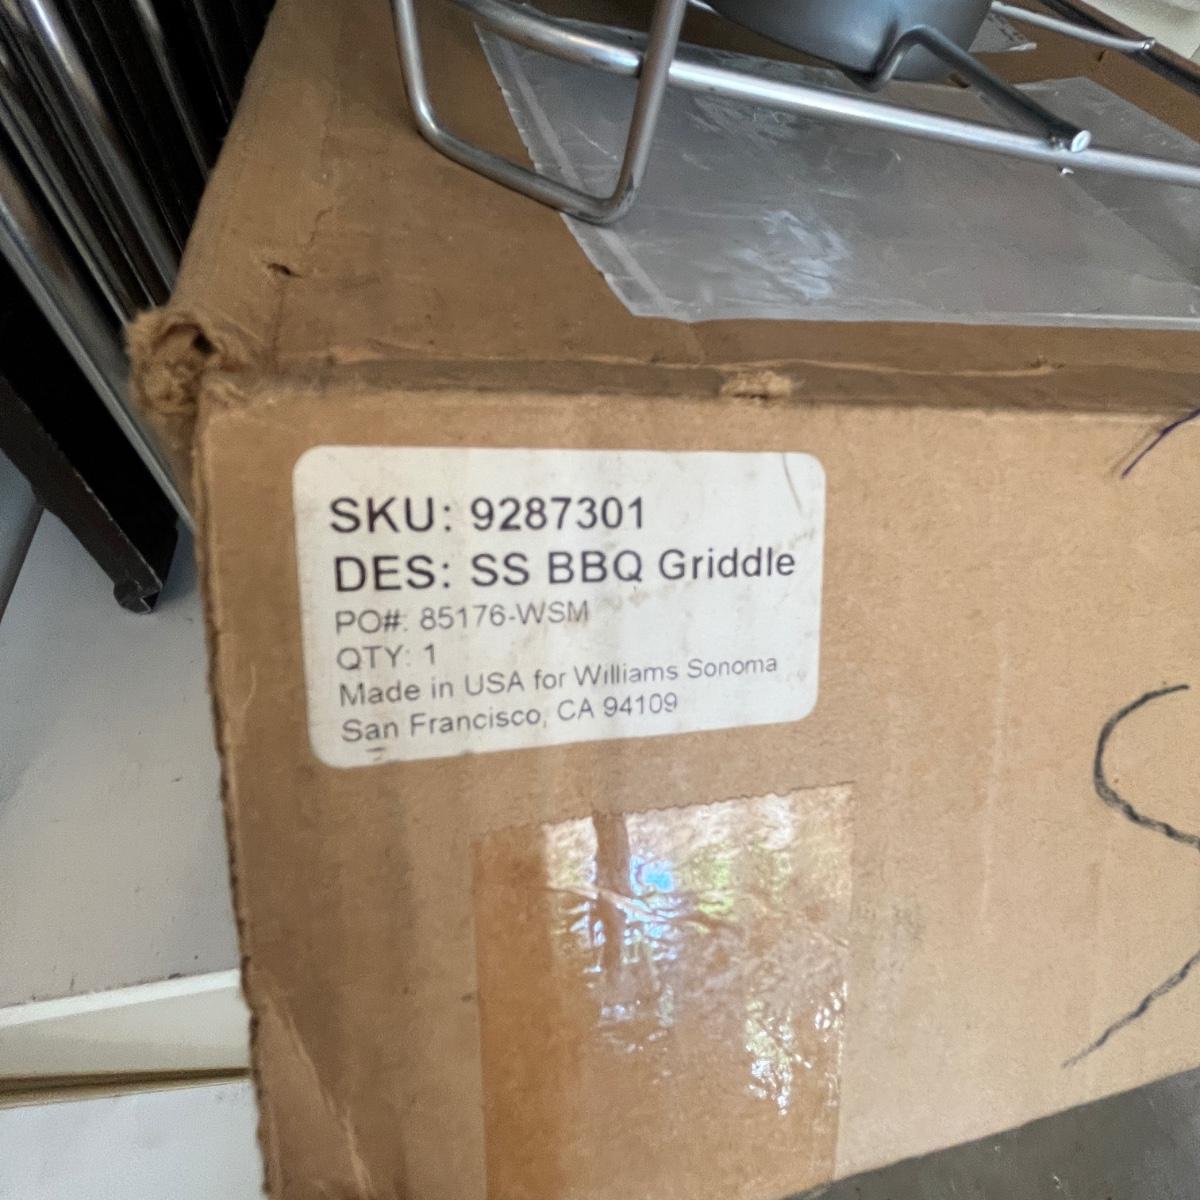 SKU: 9287301
DES: SS BBQ Griddle
PO#: 85176-WSM
QTY: 1
Made in USA for Williams Sonoma
San Francisco, CA 94109